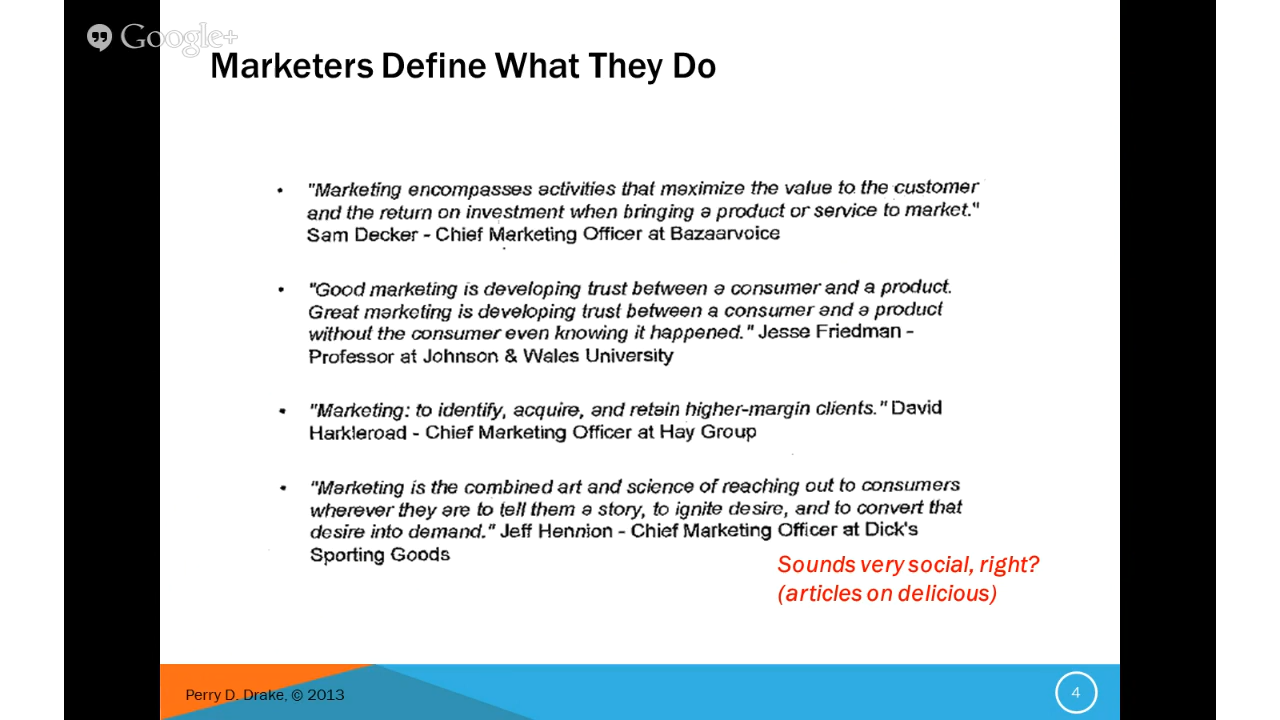 Google+
Marketers Define What They Do
• "Marketing encompasses activities that maximize the value to the customer
and the return on investment when bringing a product or service to market."
Sam Decker - Chief Marketing Officer at Bazaarvoice
• "Good marketing is developing trust between a consumer and a product.
Great marketing is developing trust between a consumer and a product
without the consumer even knowing it happened." Jesse Friedman -
Professor at Johnson & Wales University
• "Marketing: to identify, acquire, and retain higher-margin clients." David
Harkleroad - Chief Marketing Officer at Hay Group
• "Marketing is the combined art and science of reaching out to consumers
wherever they are to tell them a story, to ignite desire, and to convert that
desire into demand." Jeff Hennion - Chief Marketing Officer at Dick's
Sporting Goods
Sounds very social, right?
(articles on delicious)
Perry D. Drake, © 2013
4